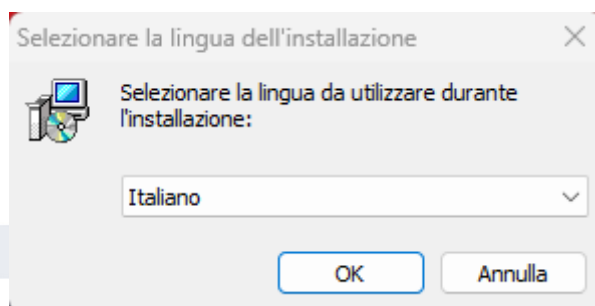 Selezionare la lingua dell'installazione
Selezionare la lingua da utilizzare durante
l'installazione:
Italiano
OK
Annulla